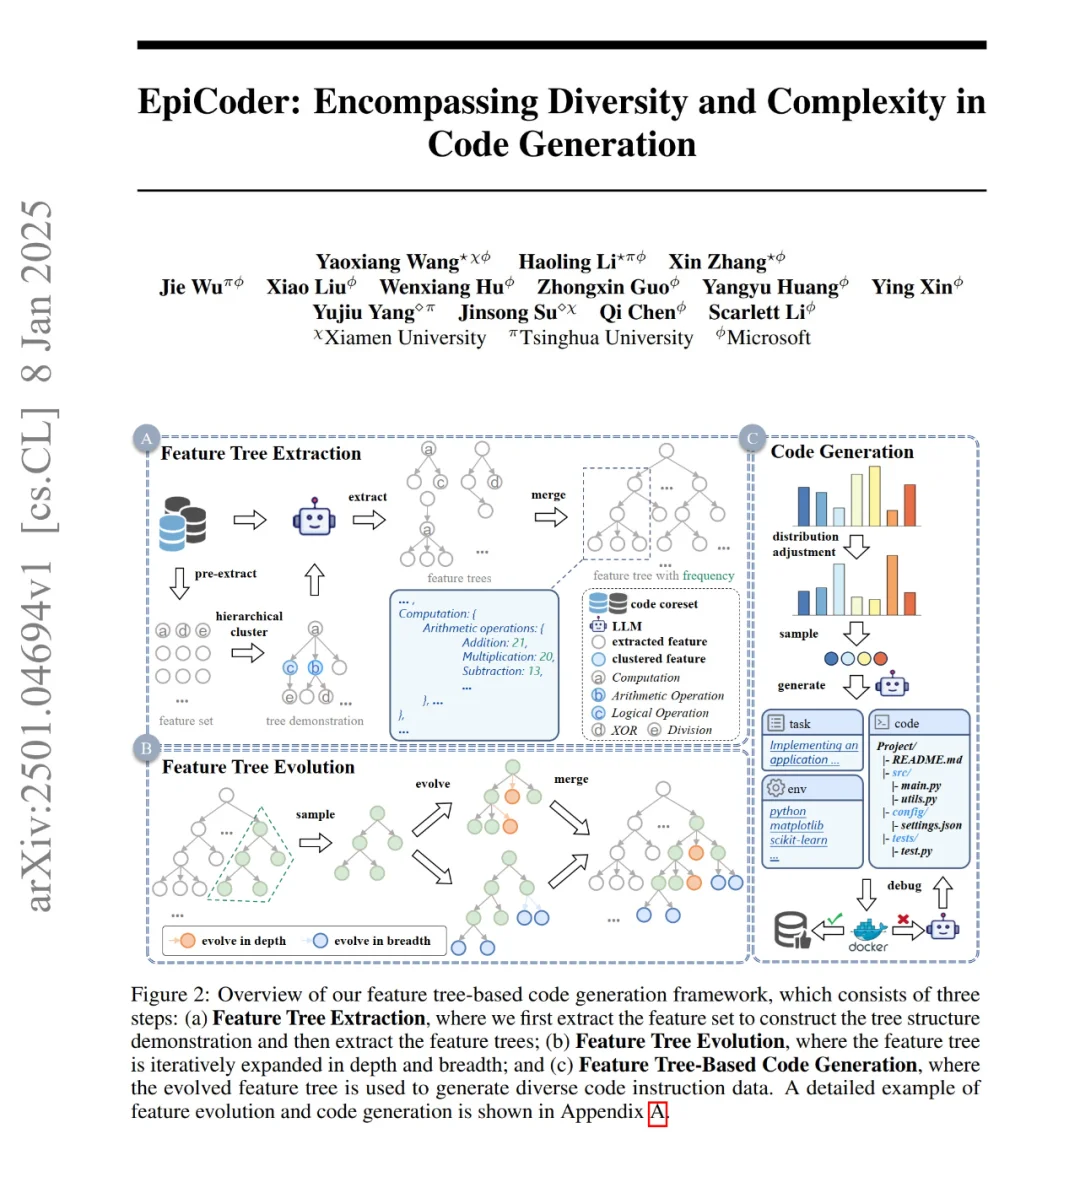 EpiCoder: Encompassing Diversity and Complexity in
Code Generation
arXiv:2501.04694v1 [cs.CL] 8 Jan 2025
Yaoxiang Wang⋆χϕ Haoling Li⋆πϕ Xin Zhang⋆ϕ
Jie Wuπϕ Xiao Liuϕ Wenxiang Huϕ Zhongxin Guoϕ Yangyu Huangϕ Ying Xinϕ
Yujiu Yang⋄π Jinsong Su⋄χ Qi Chenϕ Scarlett Liϕ
χXiamen University πTsinghua University ϕMicrosoft
A
Feature Tree Extraction
pre-extract
a d e
...
feature set
hierarchical
cluster
a
c b
e d ...
tree demonstration
extract
a
c d
a
...
feature trees
merge
...
...
...
feature tree with frequency
... ,
Computation: {
Arithmetic operations: {
Addition: 21,
Multiplication: 20,
Subtraction: 13,
...
}, ...
},
...
code coreset
LLM
extracted feature
clustered feature
a Computation
b Arithmetic Operation
c Logical Operation
d XOR e Division
B
Feature Tree Evolution
...
...
sample
evolve
merge
...
...
evolve in depth evolve in breadth
C
Code Generation
distribution
adjustment
sample
generate
task
Implementing an
application ...
env
python
matplotlib
scikit-learn
...
code
Project/
|- README.md
|- src/
|- main.py
|- utils.py
|- config/
|- settings.json
|- tests/
|- test.py
debug
docker
Figure 2: Overview of our feature tree-based code generation framework, which consists of three
steps: (a) Feature Tree Extraction, where we first extract the feature set to construct the tree structure
demonstration and then extract the feature trees; (b) Feature Tree Evolution, where the feature tree
is iteratively expanded in depth and breadth; and (c) Feature Tree-Based Code Generation, where
the evolved feature tree is used to generate diverse code instruction data. A detailed example of
feature evolution and code generation is shown in Appendix A.